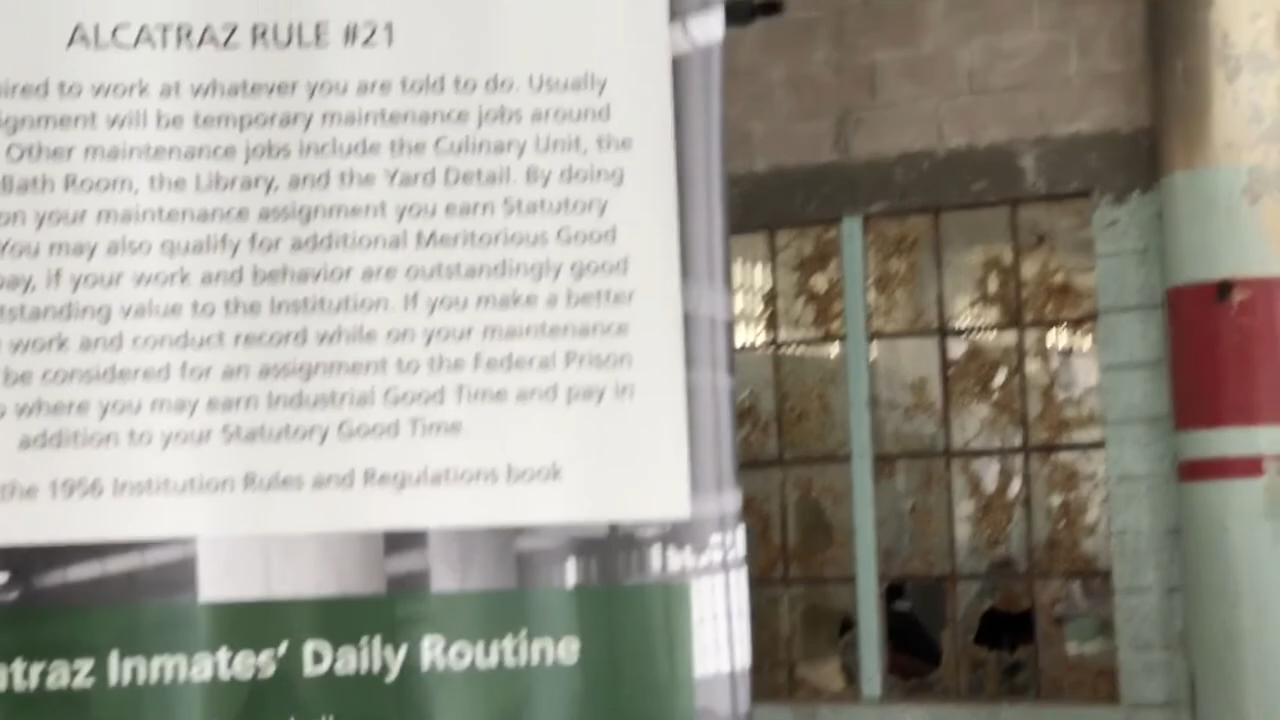 ALCATRAZ RULE #21
ired to work at whatever you are told to do. Usually
ignment will be temporary maintenance jobs around
Other maintenance jobs include the Culinary Unit, the
Bath Room, the Library, and the Yard Detail. By doing
on your maintenance assignment you earn Statutory
You may also qualify for additional Meritorious Good
pay, if your work and behavior are outstandingly good
tstanding value to the Institution. If you make a better
work and conduct record while on your maintenance
be considered for an assignment to the Federal Prison
where you may earn Industrial Good Time and pay in
addition to your Statutory Good Time.
the 1956 Institution Rules and Regulations book
atraz Inmates' Daily Routine